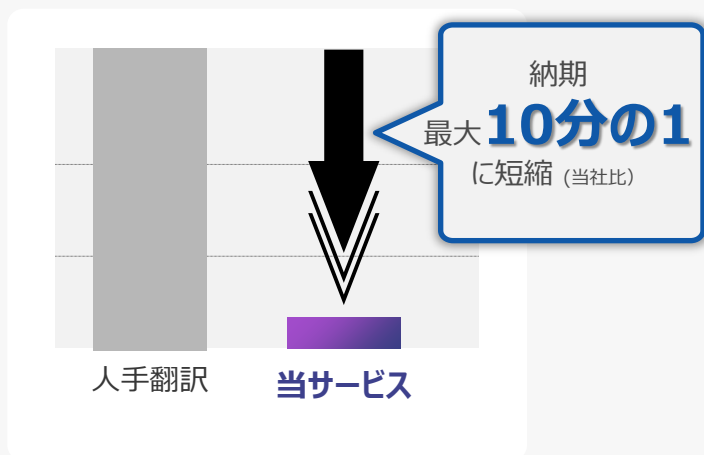 納期
最大10分の1
に短縮 (当社比)
人手翻訳
当サービス